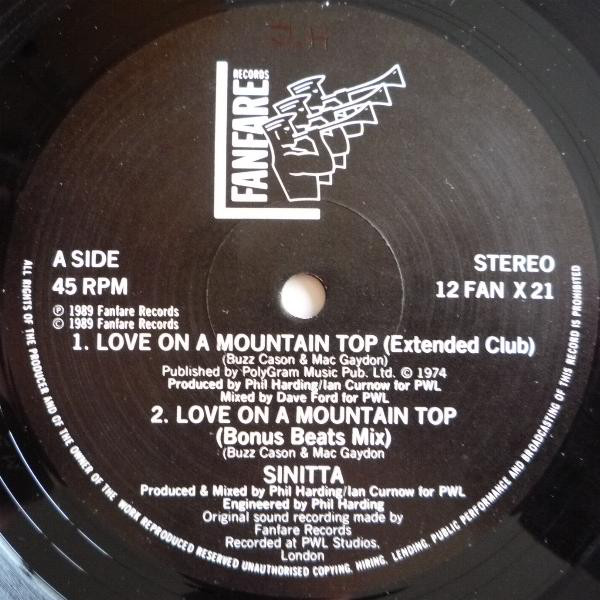 RECORDS
FANFARE
A SIDE
45 RPM
STEREO
12 FAN X 21
℗ 1989 Fanfare Records
© 1989 Fanfare Records
1. LOVE ON A MOUNTAIN TOP (Extended Club)
(Buzz Cason & Mac Gaydon)
Published by PolyGram Music Pub. Ltd. © 1974
Produced by Phil Harding/Ian Curnow for PWL
Mixed by Dave Ford for PWL
2. LOVE ON A MOUNTAIN TOP
(Bonus Beats Mix)
(Buzz Cason & Mac Gaydon
SINITTA
Produced & Mixed by Phil Harding/Ian Curnow for PWL
Engineered by Phil Harding
Original sound recording made by
Fanfare Records
Recorded at PWL Studios,
London
ALL RIGHTS OF THE PRODUCER AND OF THE OWNER OF THE WORK REPRODUCED RESERVED UNAUTHORISED COPYING, HIRING, LENDING, PUBLIC PERFORMANCE AND BROADCASTING OF THIS RECORD IS PROHIBITED